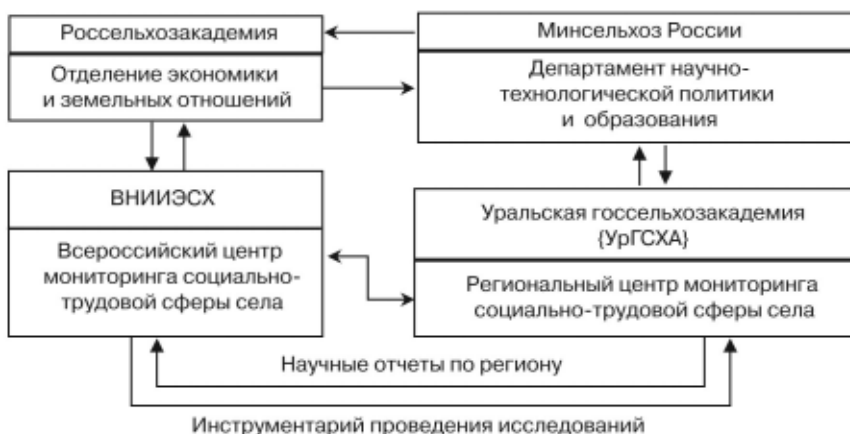 Россельхозакадемия
Отделение экономики
и земельных отношений
Минсельхоз России
Департамент научно-
технологической политики
и образования
ВНИИЭСХ
Всероссийский центр
мониторинга социально-
трудовой сферы села
Уральская госсельхозакадемия
{УрГСХА}
Региональный центр мониторинга
социально-трудовой сферы села
Научные отчеты по региону
Инструментарий проведения исследований